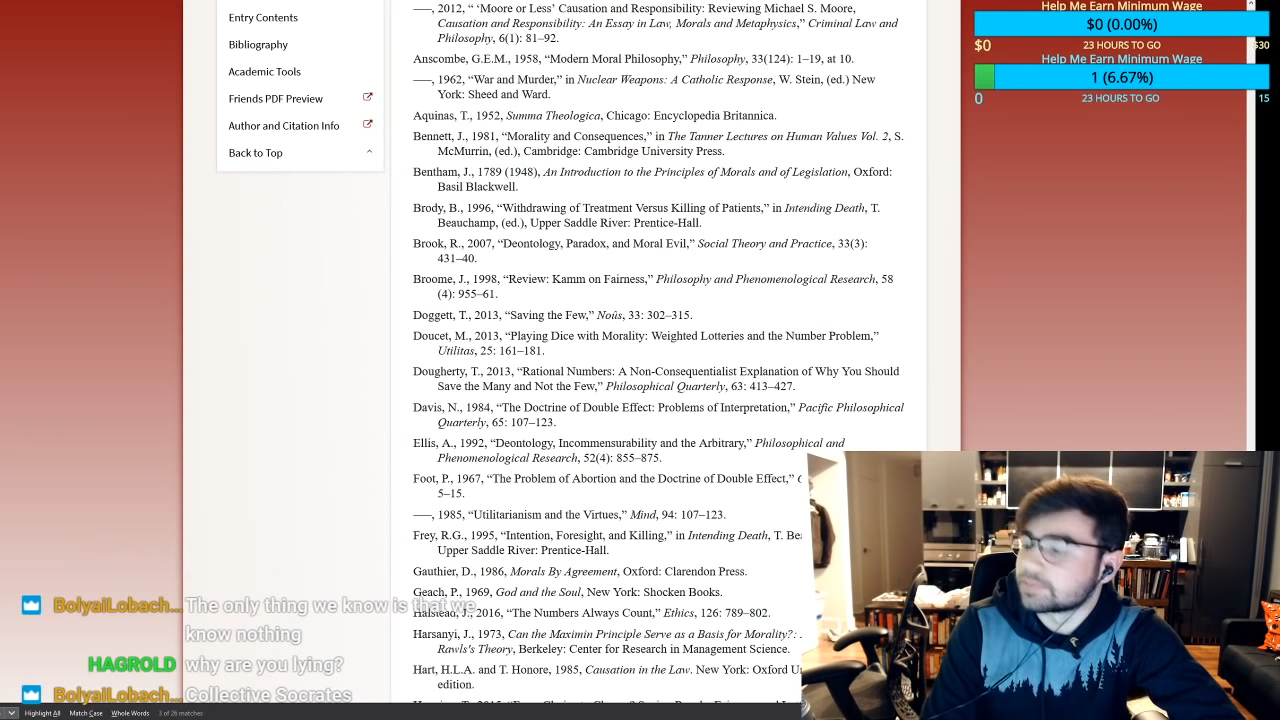 Entry Contents
Bibliography
Academic Tools
Friends PDF Preview
Author and Citation Info
Back to Top
–––, 2012, “ ‘Moore or Less’ Causation and Responsibility: Reviewing Michael S. Moore,
Causation and Responsibility: An Essay in Law, Morals and Metaphysics,” Criminal Law and
Philosophy, 6(1): 81–92.
Anscombe, G.E.M., 1958, “Modern Moral Philosophy,” Philosophy, 33(124): 1–19, at 10.
–––, 1962, “War and Murder,” in Nuclear Weapons: A Catholic Response, W. Stein, (ed.) New
York: Sheed and Ward.
Aquinas, T., 1952, Summa Theologica, Chicago: Encyclopedia Britannica.
Bennett, J., 1981, “Morality and Consequences,” in The Tanner Lectures on Human Values Vol. 2, S.
McMurrin, (ed.), Cambridge: Cambridge University Press.
Bentham, J., 1789 (1948), An Introduction to the Principles of Morals and of Legislation, Oxford:
Basil Blackwell.
Brody, B., 1996, “Withdrawing of Treatment Versus Killing of Patients,” in Intending Death, T.
Beauchamp, (ed.), Upper Saddle River: Prentice-Hall.
Brook, R., 2007, “Deontology, Paradox, and Moral Evil,” Social Theory and Practice, 33(3):
431–40.
Broome, J., 1998, “Review: Kamm on Fairness,” Philosophy and Phenomenological Research, 58
(4): 955–61.
Doggett, T., 2013, “Saving the Few,” Noûs, 33: 302–315.
Doucet, M., 2013, “Playing Dice with Morality: Weighted Lotteries and the Number Problem,”
Utilitas, 25: 161–181.
Dougherty, T., 2013, “Rational Numbers: A Non-Consequentialist Explanation of Why You Should
Save the Many and Not the Few,” Philosophical Quarterly, 63: 413–427.
Davis, N., 1984, “The Doctrine of Double Effect: Problems of Interpretation,” Pacific Philosophical
Quarterly, 65: 107–123.
Ellis, A., 1992, “Deontology, Incommensurability and the Arbitrary,” Philosophical and
Phenomenological Research, 52(4): 855–875.
Foot, P., 1967, “The Problem of Abortion and the Doctrine of Double Effect,”
5–15.
–––, 1985, “Utilitarianism and the Virtues,” Mind, 94: 107–123.
Frey, R.G., 1995, “Intention, Foresight, and Killing,” in Intending Death, T. Be
Upper Saddle River: Prentice-Hall.
Gauthier, D., 1986, Morals By Agreement, Oxford: Clarendon Press.
Geach, P., 1969, God and the Soul, New York: Shocken Books.
Halstead, J., 2016, “The Numbers Always Count,” Ethics, 126: 789–802.
Harsanyi, J., 1973, Can the Maximin Principle Serve as a Basis for Morality?:
Rawls's Theory, Berkeley: Center for Research in Management Science.
Hart, H.L.A. and T. Honore, 1985, Causation in the Law. New York: Oxford U
edition.
Help Me Earn Minimum Wage
$0 (0.00%)
$0 23 HOURS TO GO $30
Help Me Earn Minimum Wage
1 (6.67%)
0 23 HOURS TO GO 15
BolyaiLobach... The only thing we know is that we
know nothing
HAGROLD why are you lying?
BolyaiLobach... Collective Socrates
Highlight All Match Case Whole Words 3 of 26 matches